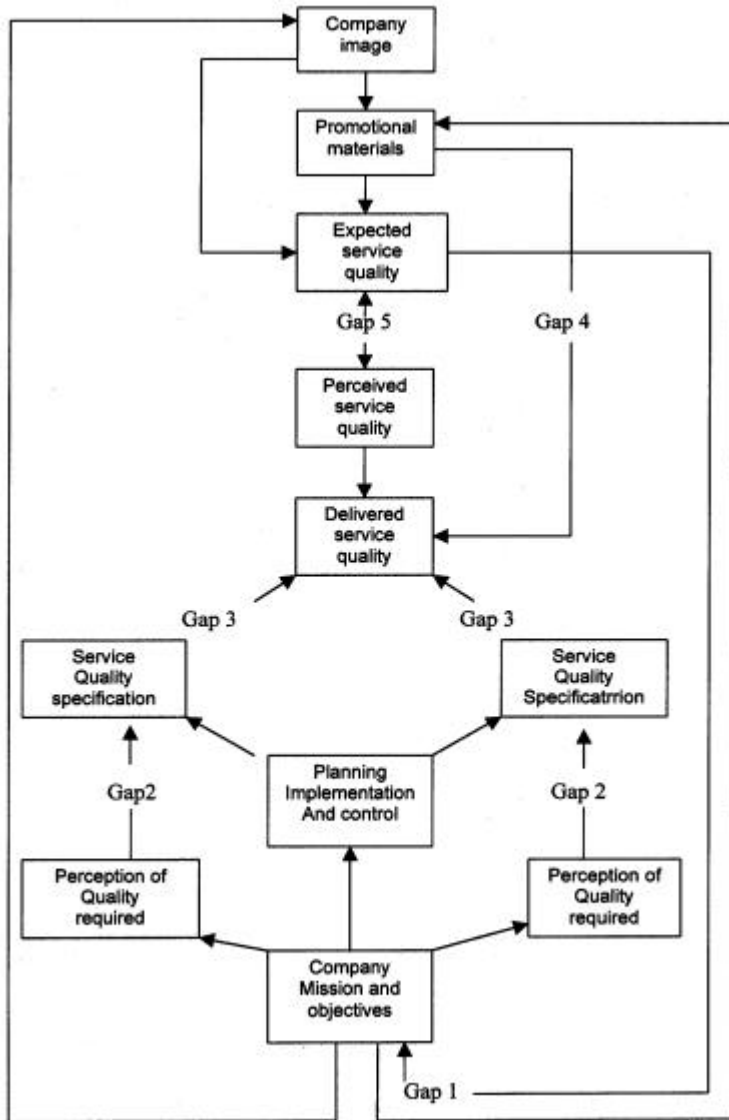 Company
image
Promotional
materials
Expected
service
quality
Gap 5
Gap 4
Perceived
service
quality
Delivered
service
quality
Gap 3
Gap 3
Service
Quality
specification
Service
Quality
Specificatrrion
Planning
Implementation
And control
Gap2
Gap 2
Perception of
Quality
required
Perception of
Quality
required
Company
Mission and
objectives
Gap 1